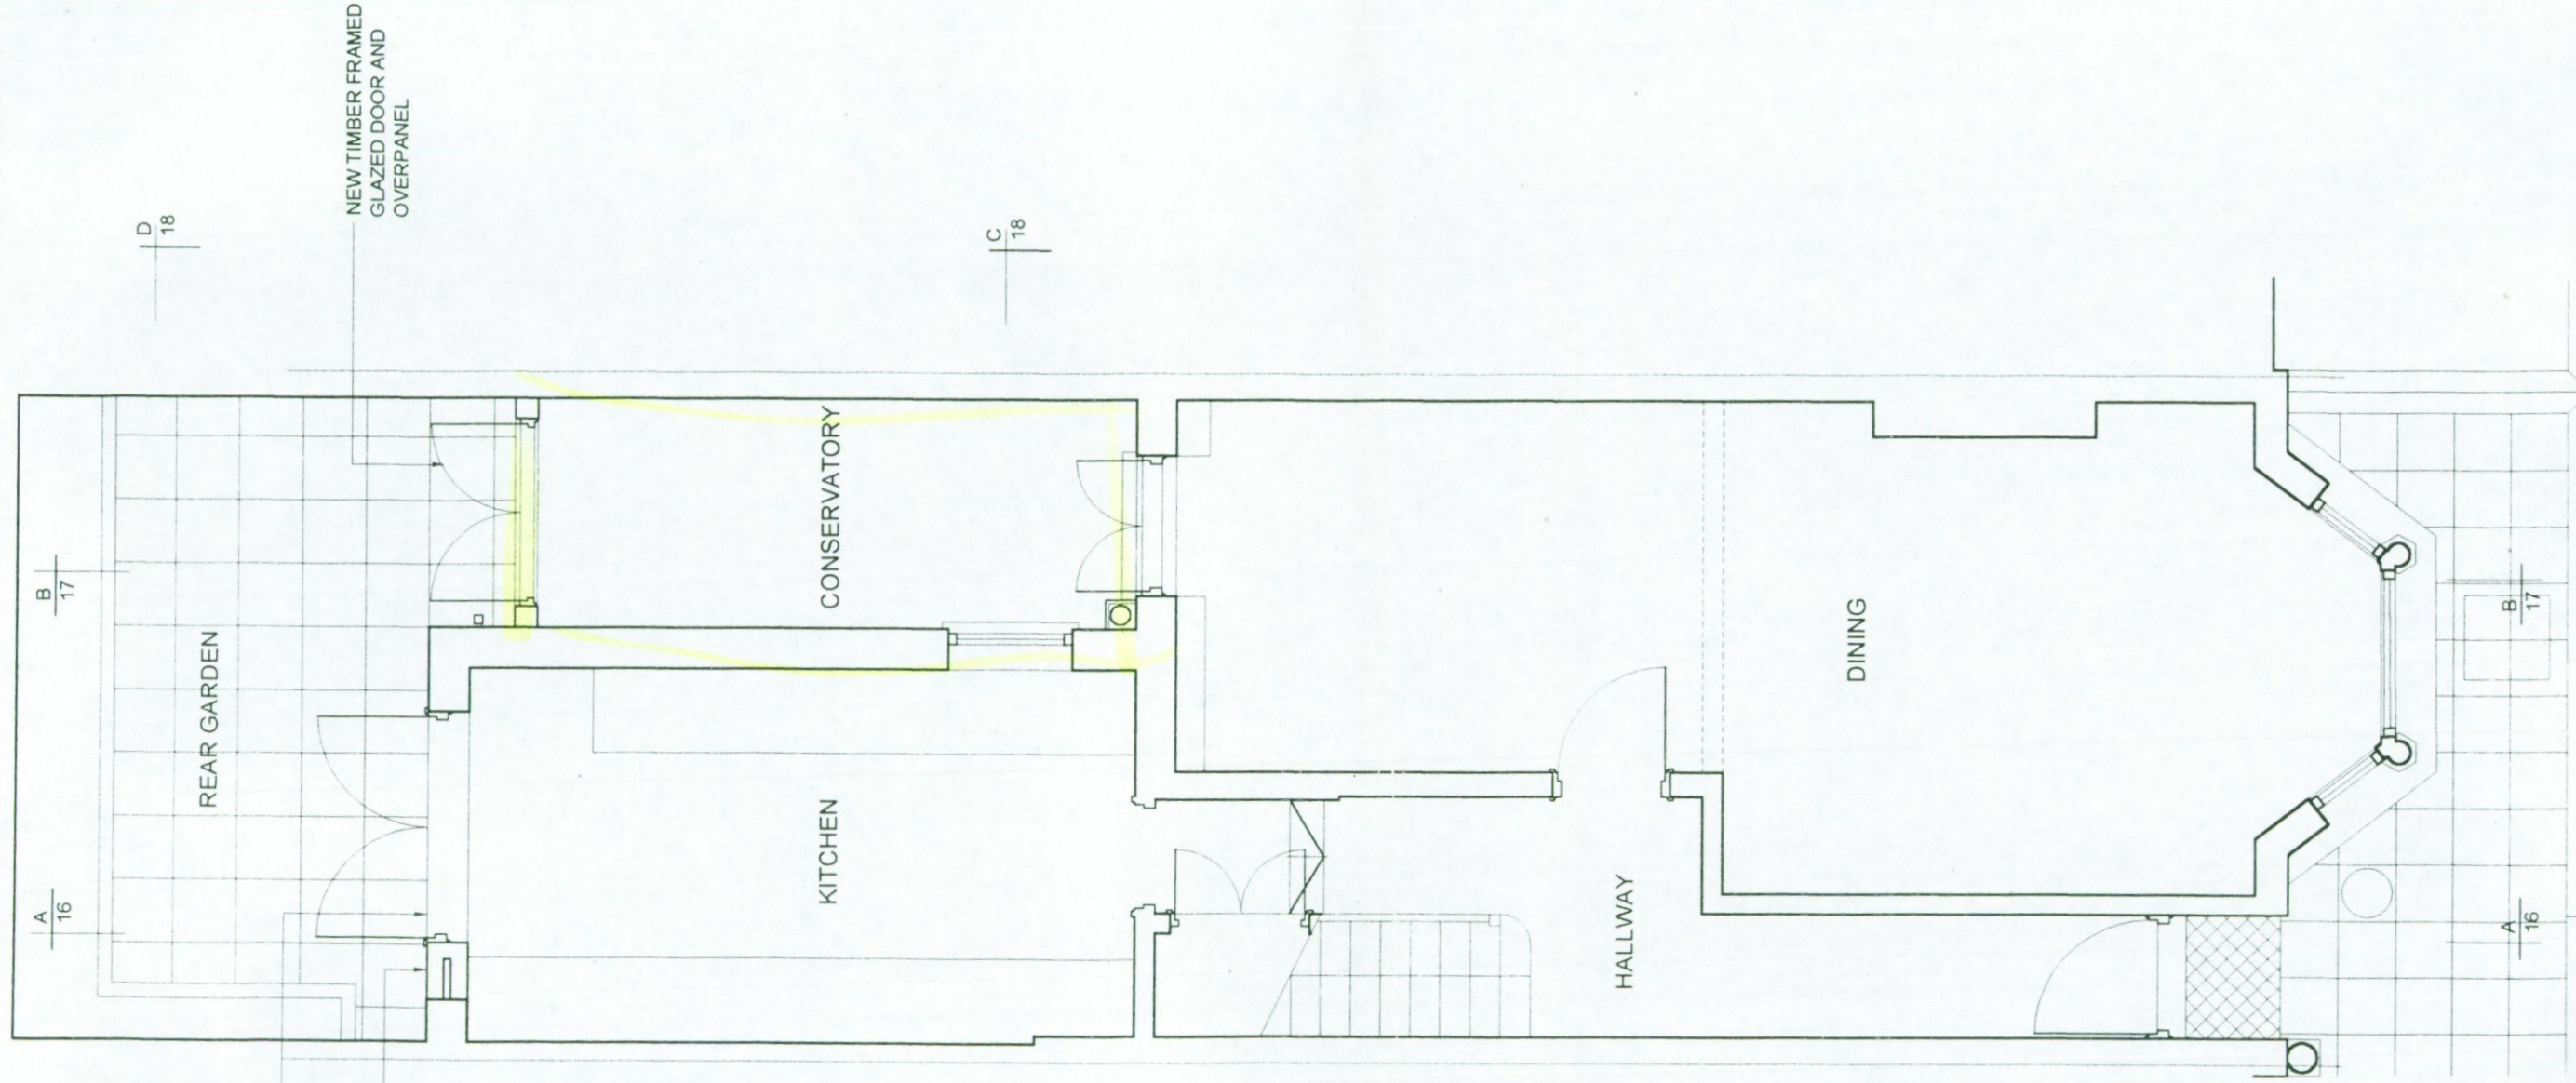 NEW TIMBER FRAMED
GLAZED DOOR AND
OVERPANEL
D
18
C
18
B
17
A
16
REAR GARDEN
CONSERVATORY
KITCHEN
DINING
HALLWAY
B
17
A
16